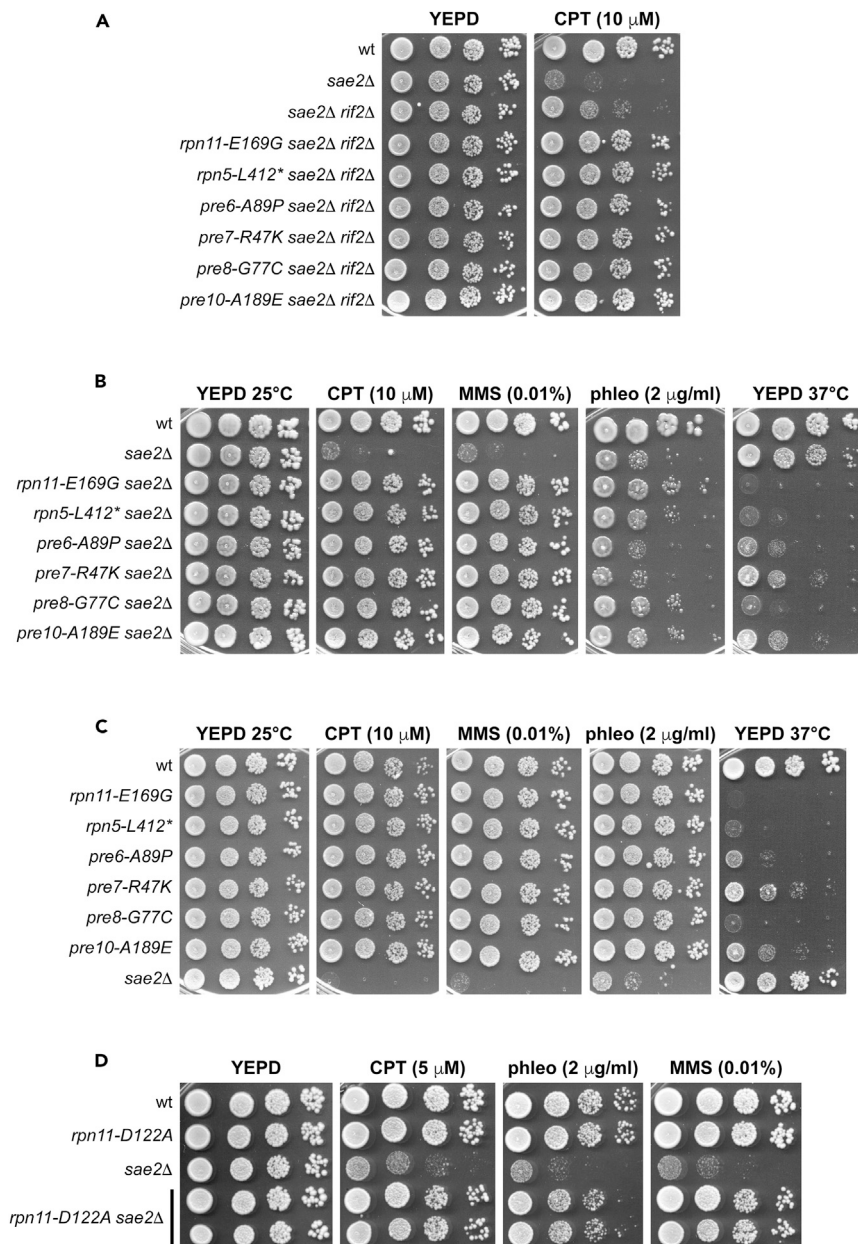 A
YEPD CPT (10 μM)
wt
sae2Δ
sae2Δ rif2Δ
rpn11-E169G sae2Δ rif2Δ
rpn5-L412* sae2Δ rif2Δ
pre6-A89P sae2Δ rif2Δ
pre7-R47K sae2Δ rif2Δ
pre8-G77C sae2Δ rif2Δ
pre10-A189E sae2Δ rif2Δ
B
YEPD 25°C CPT (10 μM) MMS (0.01%) phleo (2 μg/ml) YEPD 37°C
wt
sae2Δ
rpn11-E169G sae2Δ
rpn5-L412* sae2Δ
pre6-A89P sae2Δ
pre7-R47K sae2Δ
pre8-G77C sae2Δ
pre10-A189E sae2Δ
C
YEPD 25°C CPT (10 μM) MMS (0.01%) phleo (2 μg/ml) YEPD 37°C
wt
rpn11-E169G
rpn5-L412*
pre6-A89P
pre7-R47K
pre8-G77C
pre10-A189E
sae2Δ
D
YEPD CPT (5 μM) phleo (2 μg/ml) MMS (0.01%)
wt
rpn11-D122A
sae2Δ
rpn11-D122A sae2Δ